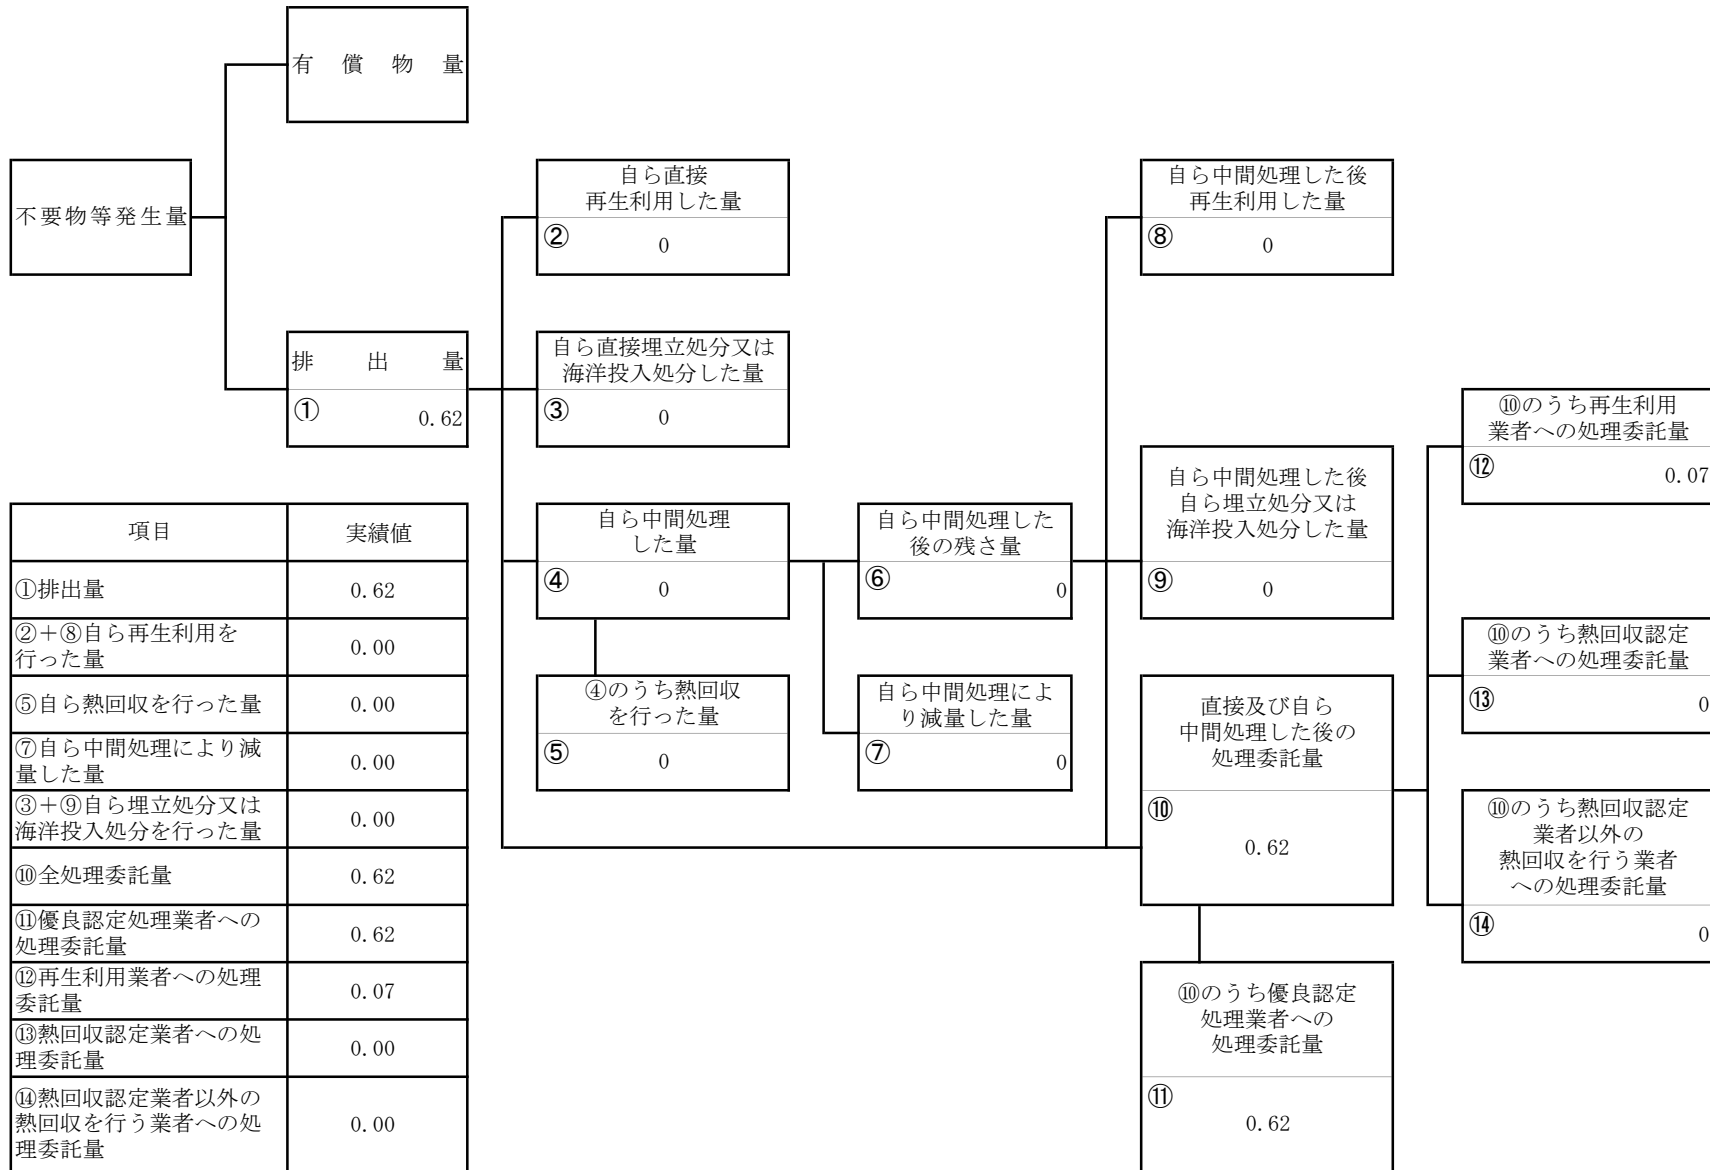 有償物量
不要物等発生量
排出量
①
0.62
自ら直接
再生利用した量
②
0
自ら直接埋立処分又は
海洋投入処分した量
③
0
自ら中間処理
した量
④
0
④のうち熱回収
を行った量
⑤
0
自ら中間処理した
後の残さ量
⑥
0
自ら中間処理によ
り減量した量
⑦
0
自ら中間処理した後
再生利用した量
⑧
0
自ら中間処理した後
自ら埋立処分又は
海洋投入処分した量
⑨
0
直接及び自ら
中間処理した後の
処理委託量
⑩
0.62
⑩のうち優良認定
処理業者への
処理委託量
⑪
0.62
⑩のうち再生利用
業者への処理委託量
⑫
0.07
⑩のうち熱回収認定
業者への処理委託量
⑬
0
⑩のうち熱回収認定
業者以外の
熱回収を行う業者
への処理委託量
⑭
0
項目 実績値
①排出量 0.62
②＋⑧自ら再生利用を
行った量 0.00
⑤自ら熱回収を行った量 0.00
⑦自ら中間処理により減
量した量 0.00
③＋⑨自ら埋立処分又は
海洋投入処分を行った量 0.00
⑩全処理委託量 0.62
⑪優良認定処理業者への
処理委託量 0.62
⑫再生利用業者への処理
委託量 0.07
⑬熱回収認定業者への処
理委託量 0.00
⑭熱回収認定業者以外の
熱回収を行う業者への処
理委託量 0.00